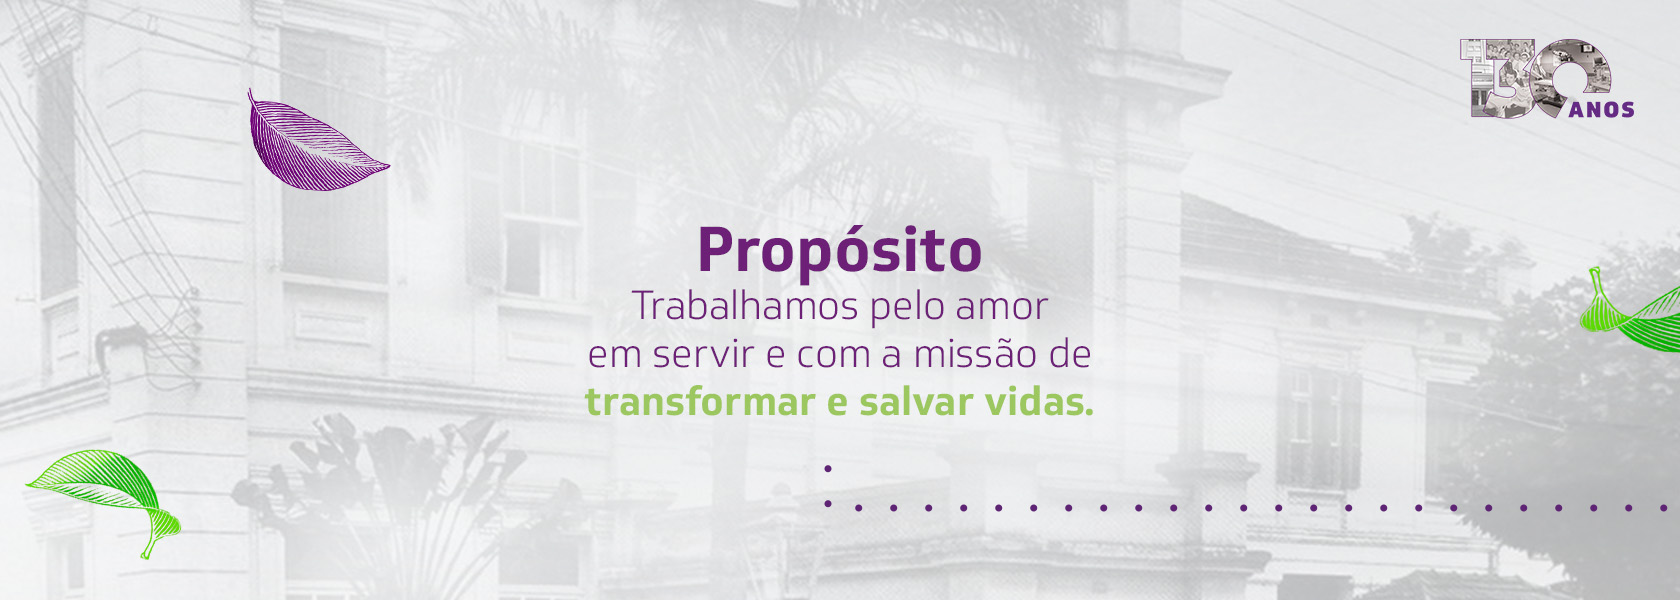 130
ANOS
Propósito
Trabalhamos pelo amor
em servir e com a missão de
transformar e salvar vidas.